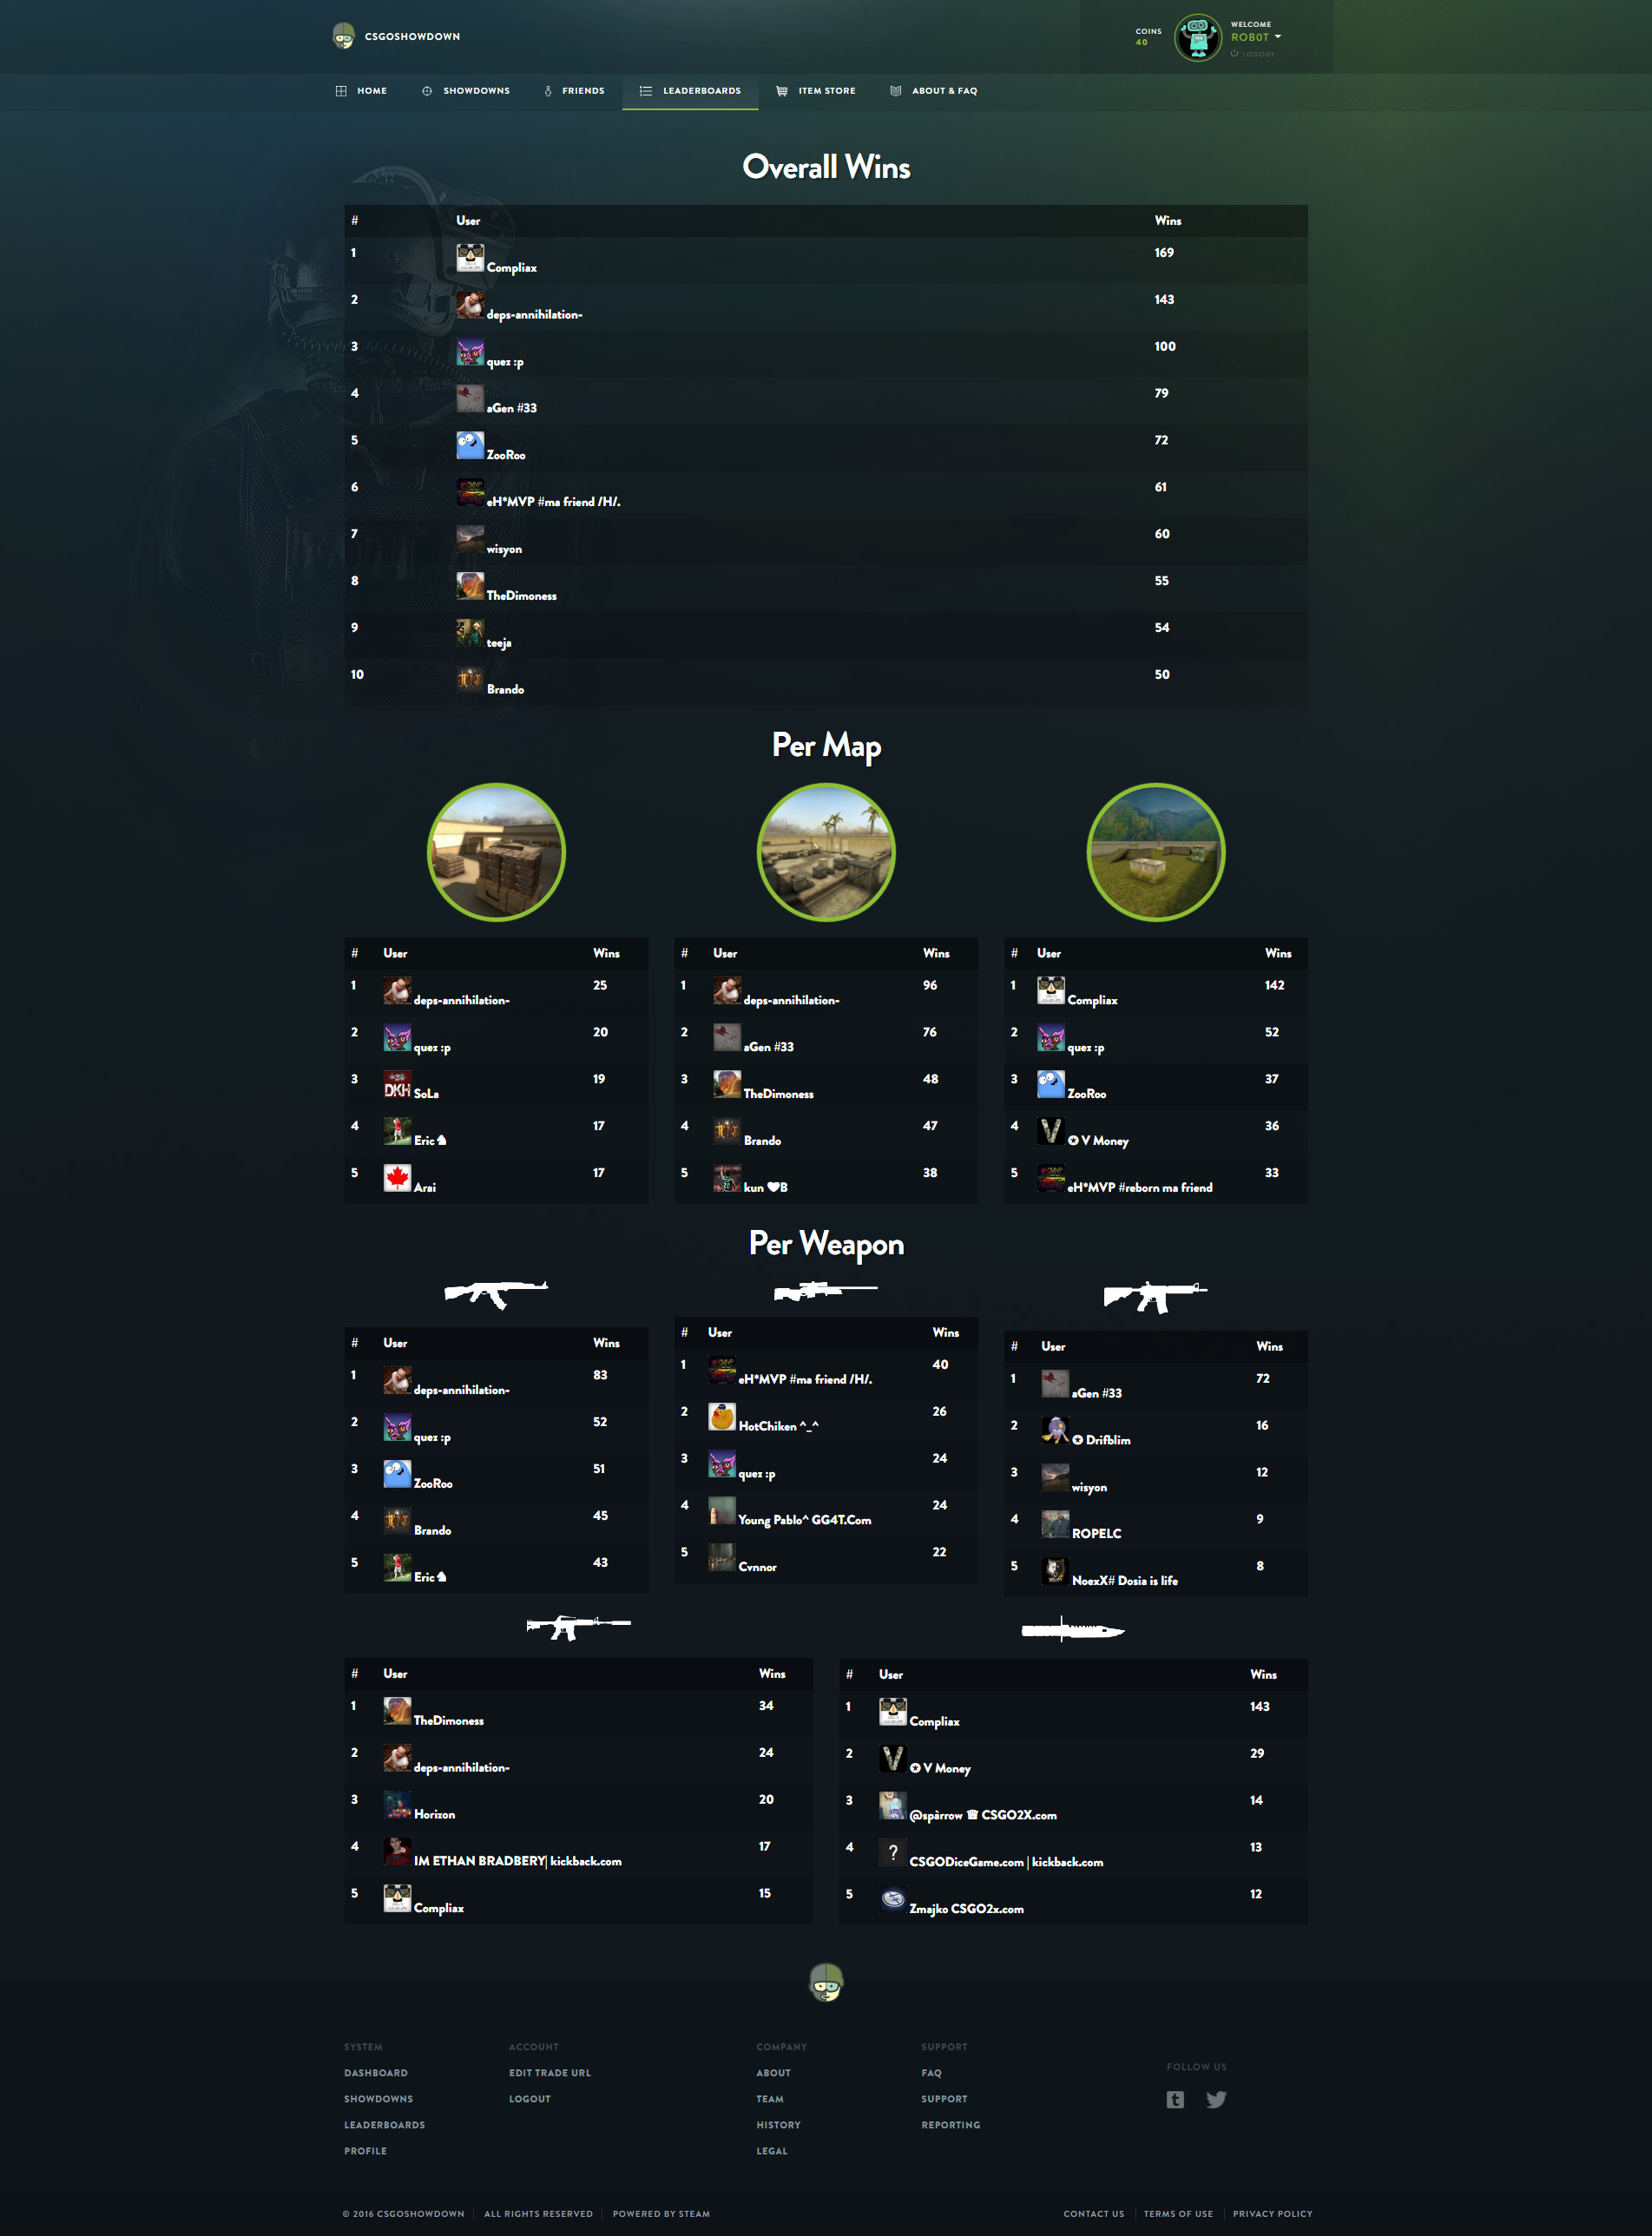 CSGOSHOWDOWN
COINS
40
WELCOME
ROBOT
LOGOUT
HOME SHOWDOWNS FRIENDS LEADERBOARDS ITEM STORE ABOUT & FAQ
Overall Wins
# User Wins
1 Compliax 169
2 deps-annihilation- 143
3 quez :p 100
4 aGen #33 79
5 ZooRoo 72
6 eH*MVP #ma friend /H/. 61
7 wisyon 60
8 TheDimoness 55
9 teeja 54
10 Brando 50
Per Map
# User Wins
1 deps-annihilation- 25
2 quez :p 20
3 SoLa 19
4 Eric ♞ 17
5 Arai 17
# User Wins
1 deps-annihilation- 96
2 aGen #33 76
3 TheDimoness 48
4 Brando 47
5 kun ❤B 38
# User Wins
1 Compliax 142
2 quez :p 52
3 ZooRoo 37
4 ✪ V Money 36
5 eH*MVP #reborn ma friend 33
Per Weapon
# User Wins
1 deps-annihilation- 83
2 quez :p 52
3 ZooRoo 51
4 Brando 45
5 Eric ♞ 43
# User Wins
1 eH*MVP #ma friend /H/. 40
2 HotChiken ^_^ 26
3 quez :p 24
4 Young Pablo^ GG4T.Com 24
5 Cvnnor 22
# User Wins
1 aGen #33 72
2 ✪ Drifblim 16
3 wisyon 12
4 ROPELC 9
5 NoexX# Dosia is life 8
# User Wins
1 TheDimoness 34
2 deps-annihilation- 24
3 Horizon 20
4 IM ETHAN BRADBERY| kickback.com 17
5 Compliax 15
# User Wins
1 Compliax 143
2 ✪ V Money 29
3 @spàrrow ♕ CSGO2X.com 14
4 CSGODiceGame.com | kickback.com 13
5 Zmajko CSGO2x.com 12
SYSTEM
DASHBOARD
SHOWDOWNS
LEADERBOARDS
PROFILE
ACCOUNT
EDIT TRADE URL
LOGOUT
COMPANY
ABOUT
TEAM
HISTORY
LEGAL
SUPPORT
FAQ
SUPPORT
REPORTING
FOLLOW US
© 2016 CSGOSHOWDOWN ALL RIGHTS RESERVED POWERED BY STEAM
CONTACT US TERMS OF USE PRIVACY POLICY